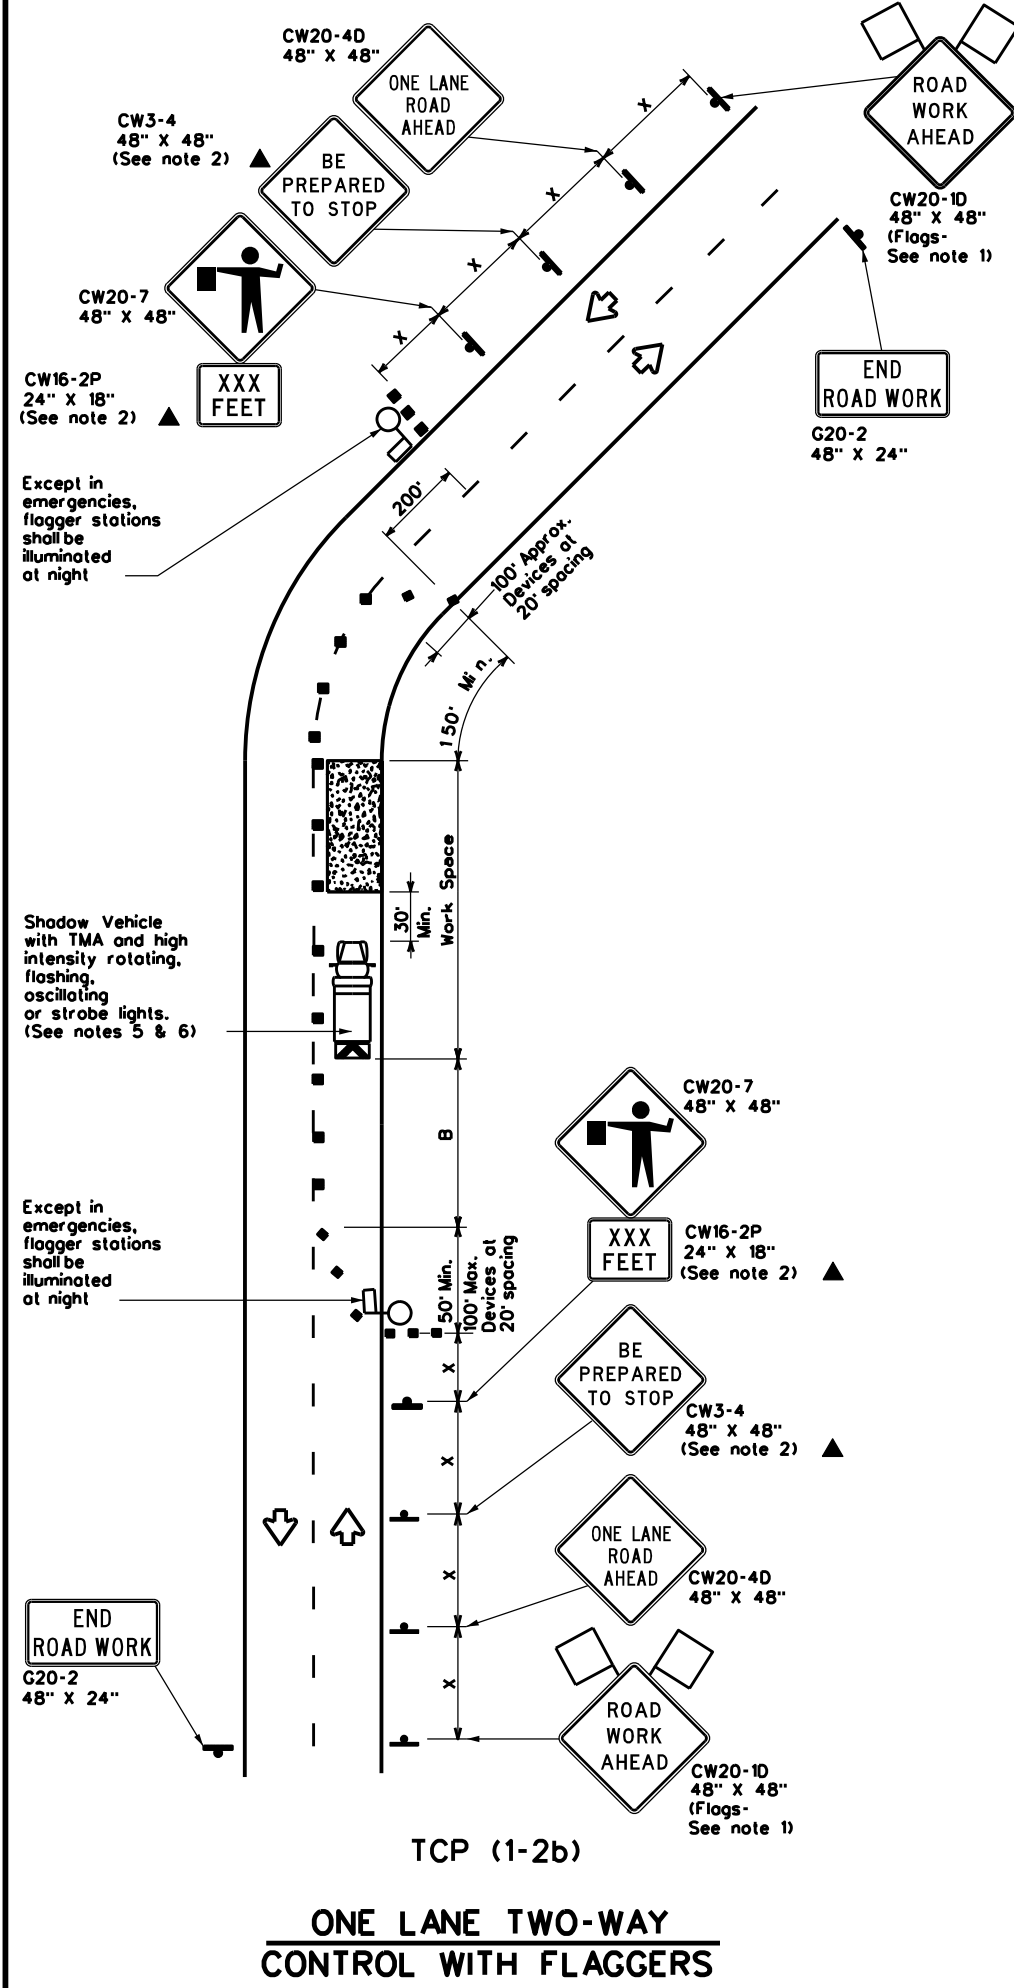 CW20-4D
48" X 48"
ONE LANE
ROAD
AHEAD
ROAD
WORK
AHEAD
CW20-1D
48" X 48"
(Flags-
See note 1)
CW3-4
48" X 48"
(See note 2)
BE
PREPARED
TO STOP
X
X
X
X
CW20-7
48" X 48"
CW16-2P
24" X 18"
(See note 2)
XXX
FEET
END
ROAD WORK
G20-2
48" X 24"
Except in
emergencies,
flagger stations
shall be
illuminated
at night
200'
100' Approx.
Devices at
20' spacing
150' Min.
Work Space
30'
Min.
Shadow Vehicle
with TMA and high
intensity rotating,
flashing,
oscillating
or strobe lights.
(See notes 5 & 6)
B
CW20-7
48" X 48"
XXX
FEET
CW16-2P
24" X 18"
(See note 2)
Except in
emergencies,
flagger stations
shall be
illuminated
at night
50' Min.
100' Max.
Devices at
20' spacing
X
BE
PREPARED
TO STOP
CW3-4
48" X 48"
(See note 2)
X
ONE LANE
ROAD
AHEAD
CW20-4D
48" X 48"
X
END
ROAD WORK
G20-2
48" X 24"
X
ROAD
WORK
AHEAD
CW20-1D
48" X 48"
(Flags-
See note 1)
TCP (1-2b)
ONE LANE TWO-WAY
CONTROL WITH FLAGGERS